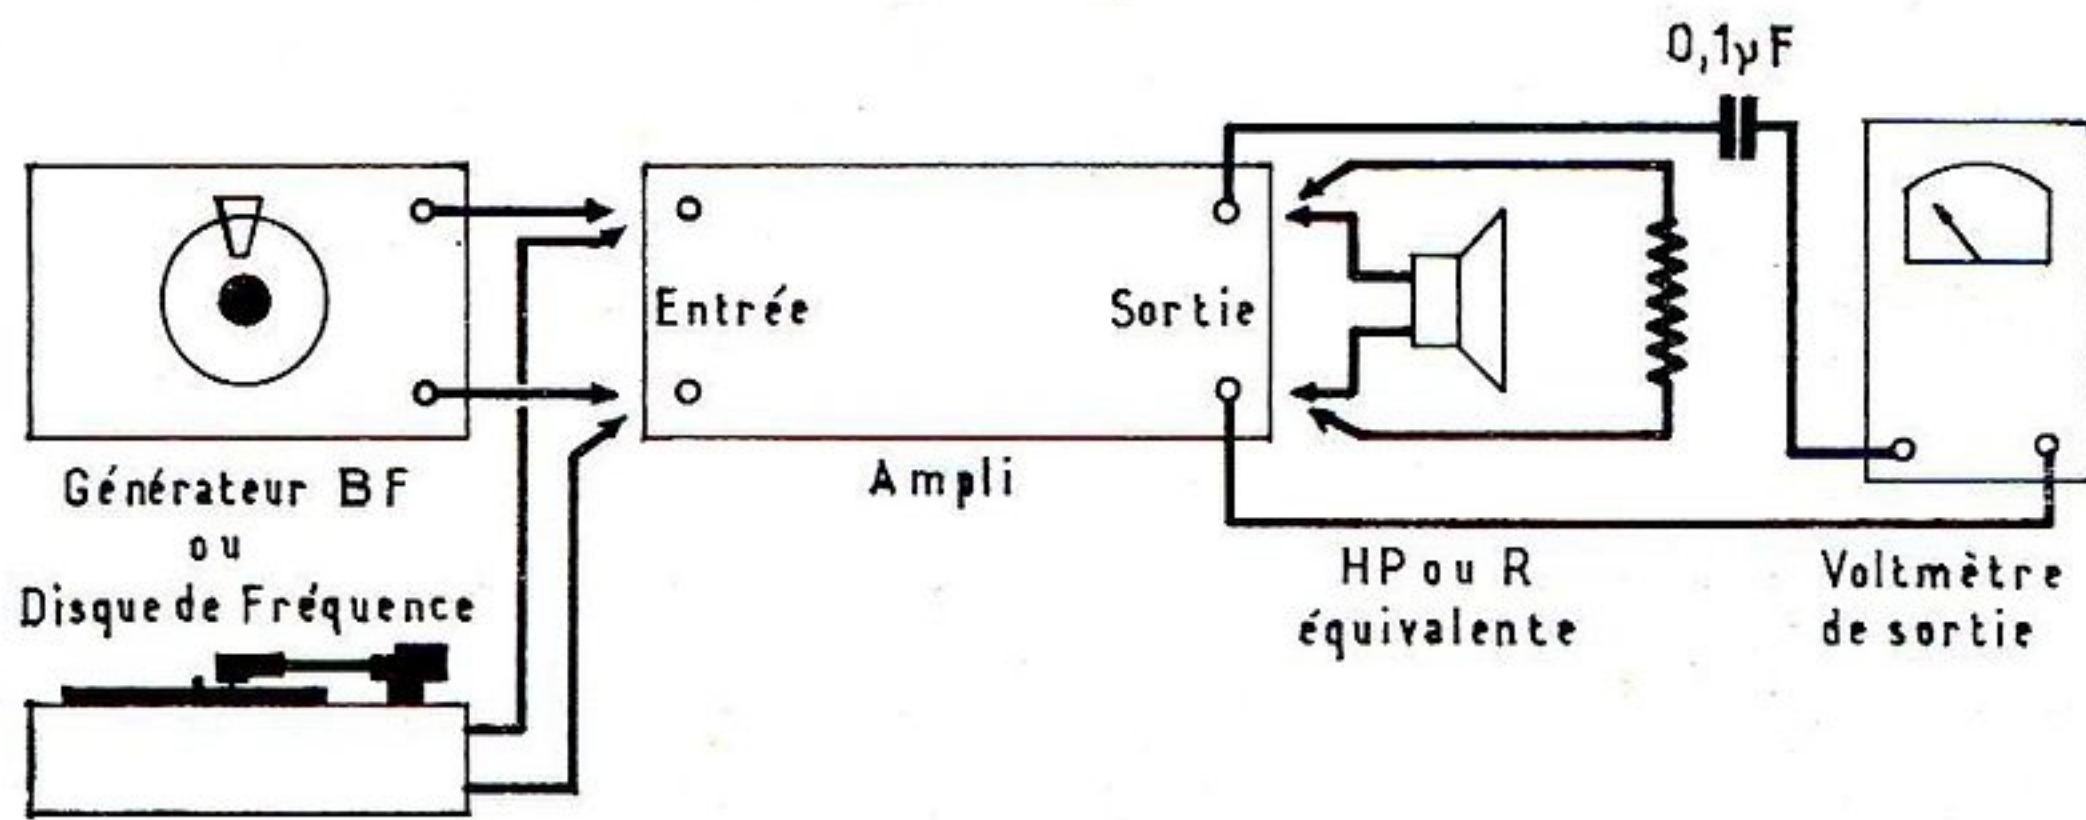 0,1µF
Entrée
Sortie
Générateur BF
ou
Disque de Fréquence
Ampli
HP ou R
équivalente
Voltmètre
de sortie